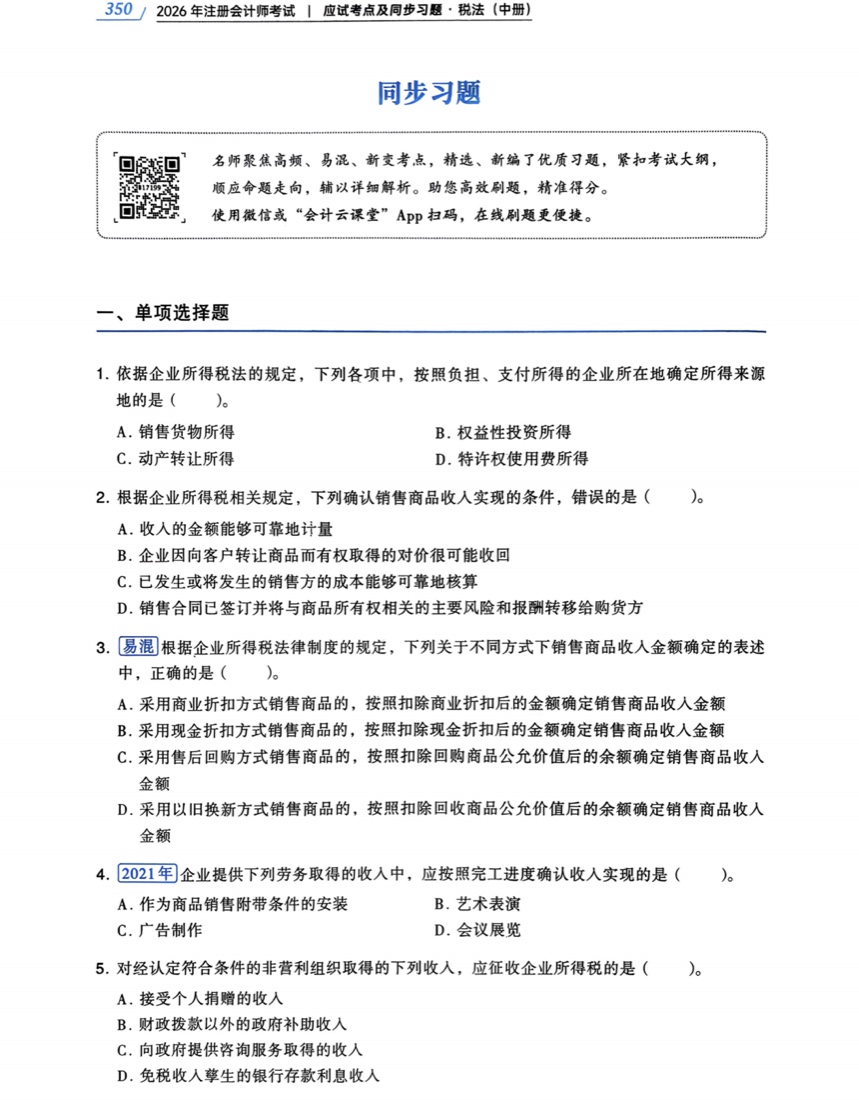 350 / 2026年注册会计师考试 | 应试考点及同步习题·税法（中册）
同步习题
名师聚焦高频、易混、新变考点，精选、新编了优质习题，紧扣考试大纲，
顺应命题走向，辅以详细解析。助您高效刷题，精准得分。
使用微信或“会计云课堂”App扫码，在线刷题更便捷。
一、单项选择题
1. 依据企业所得税法的规定，下列各项中，按照负担、支付所得的企业所在地确定所得来源
地的是（　　）。
A. 销售货物所得　B. 权益性投资所得
C. 动产转让所得　D. 特许权使用费所得
2. 根据企业所得税相关规定，下列确认销售商品收入实现的条件，错误的是（　　）。
A. 收入的金额能够可靠地计量
B. 企业因向客户转让商品而有权取得的对价很可能收回
C. 已发生或将发生的销售方的成本能够可靠地核算
D. 销售合同已签订并将与商品所有权相关的主要风险和报酬转移给购货方
3. 易混 根据企业所得税法律制度的规定，下列关于不同方式下销售商品收入金额确定的表述
中，正确的是（　　）。
A. 采用商业折扣方式销售商品的，按照扣除商业折扣后的金额确定销售商品收入金额
B. 采用现金折扣方式销售商品的，按照扣除现金折扣后的金额确定销售商品收入金额
C. 采用售后回购方式销售商品的，按照扣除回购商品公允价值后的余额确定销售商品收入
金额
D. 采用以旧换新方式销售商品的，按照扣除回收商品公允价值后的余额确定销售商品收入
金额
4. 2021年 企业提供下列劳务取得的收入中，应按照完工进度确认收入实现的是（　　）。
A. 作为商品销售附带条件的安装　B. 艺术表演
C. 广告制作　D. 会议展览
5. 对经认定符合条件的非营利组织取得的下列收入，应征收企业所得税的是（　　）。
A. 接受个人捐赠的收入
B. 财政拨款以外的政府补助收入
C. 向政府提供咨询服务取得的收入
D. 免税收入孳生的银行存款利息收入